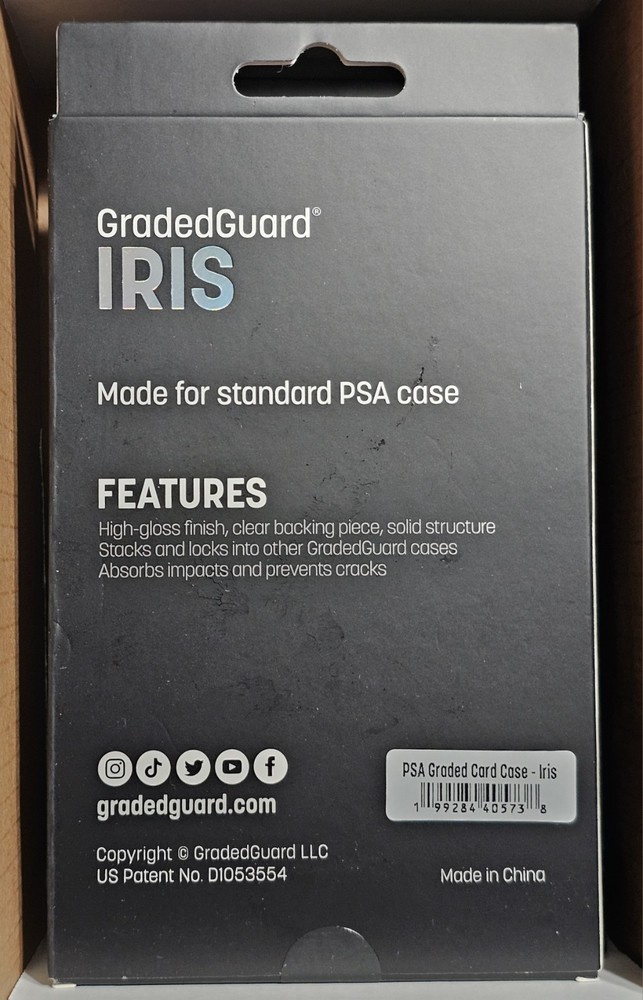 GradedGuard®
IRIS
Made for standard PSA case
FEATURES
High-gloss finish, clear backing piece, solid structure
Stacks and locks into other GradedGuard cases
Absorbs impacts and prevents cracks
gradedguard.com
PSA Graded Card Case - Iris
1 99284 40573 8
Copyright © GradedGuard LLC
US Patent No. D1053554
Made in China